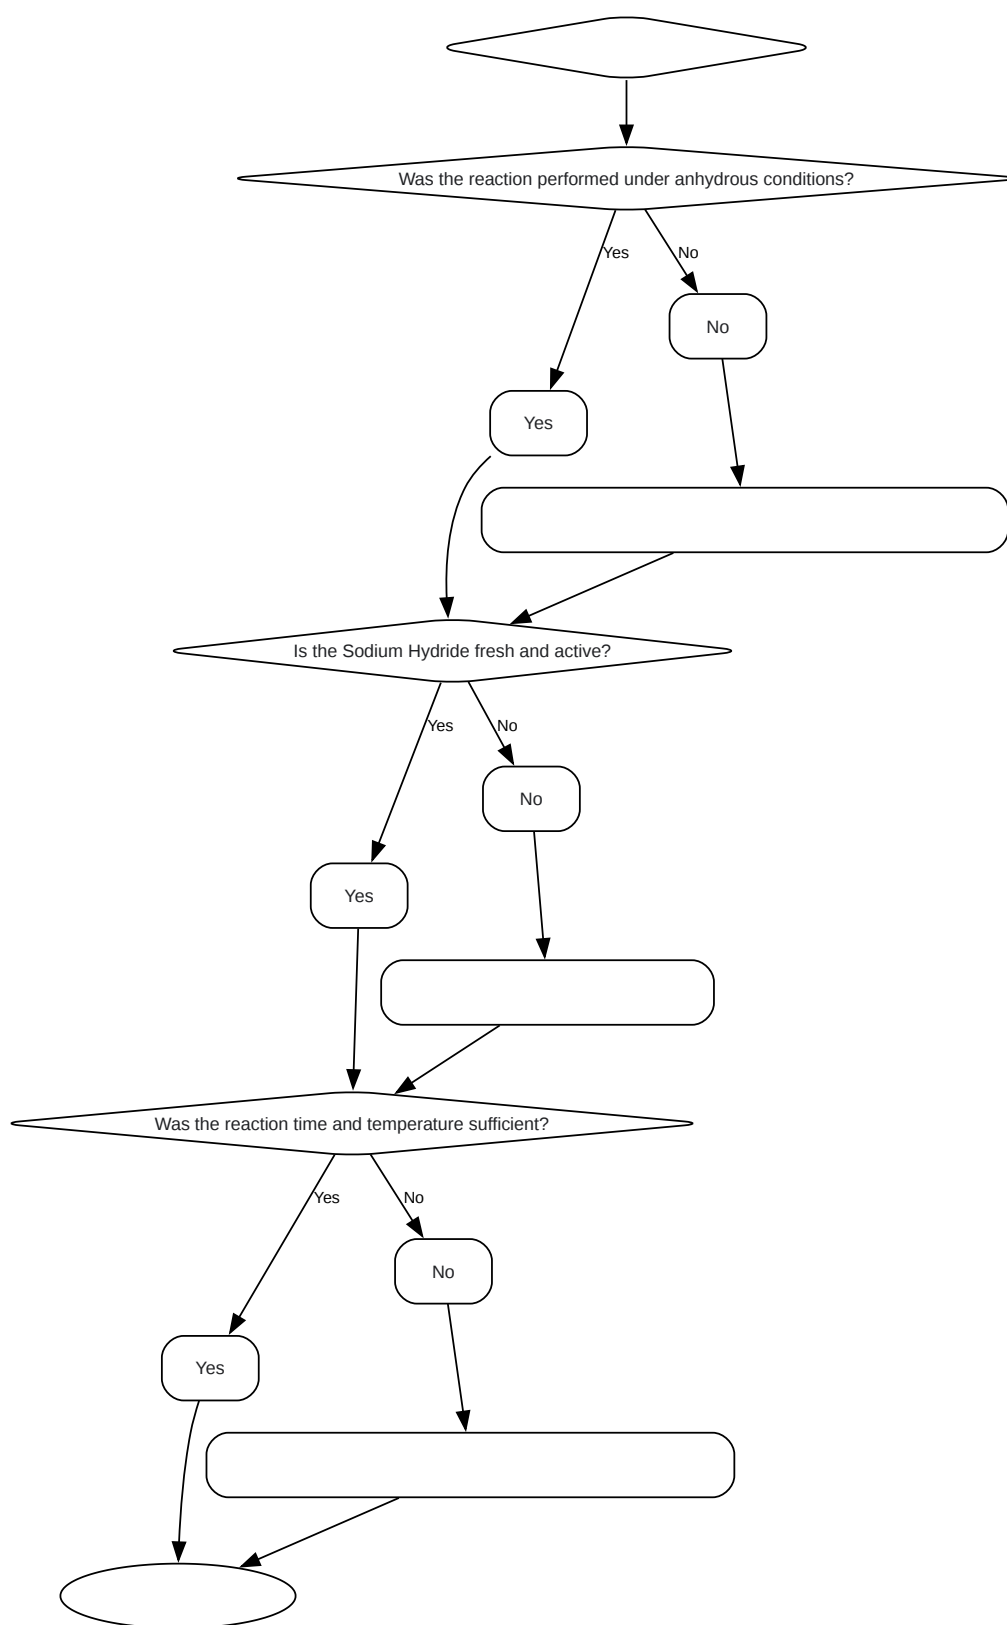 Was the reaction performed under anhydrous conditions?
Yes
No
No
Yes
Is the Sodium Hydride fresh and active?
Yes
No
No
Yes
Was the reaction time and temperature sufficient?
Yes
No
No
Yes